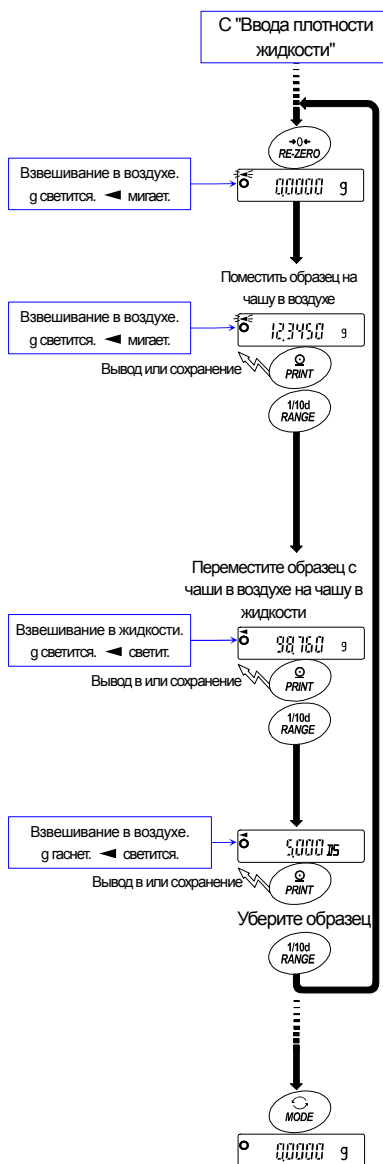 С "Ввода плотности
жидкости"
→0←
RE-ZERO
Взвешивание в воздухе.
g светится. ◄ мигает.
0.0000 g
Поместить образец на
чашу в воздухе
Взвешивание в воздухе.
g светится. ◄ мигает.
12.3450 g
Вывод или сохранение
PRINT
1/10d
RANGE
Переместите образец с
чаши в воздухе на чашу в
жидкости
Взвешивание в жидкости.
g светится. ◄ светит.
9.8760 g
Вывод в или сохранение
PRINT
1/10d
RANGE
Взвешивание в воздухе.
g гаснет. ◄ светится.
5.000 DS
Вывод в или сохранение
PRINT
Уберите образец
1/10d
RANGE
MODE
0.0000 g